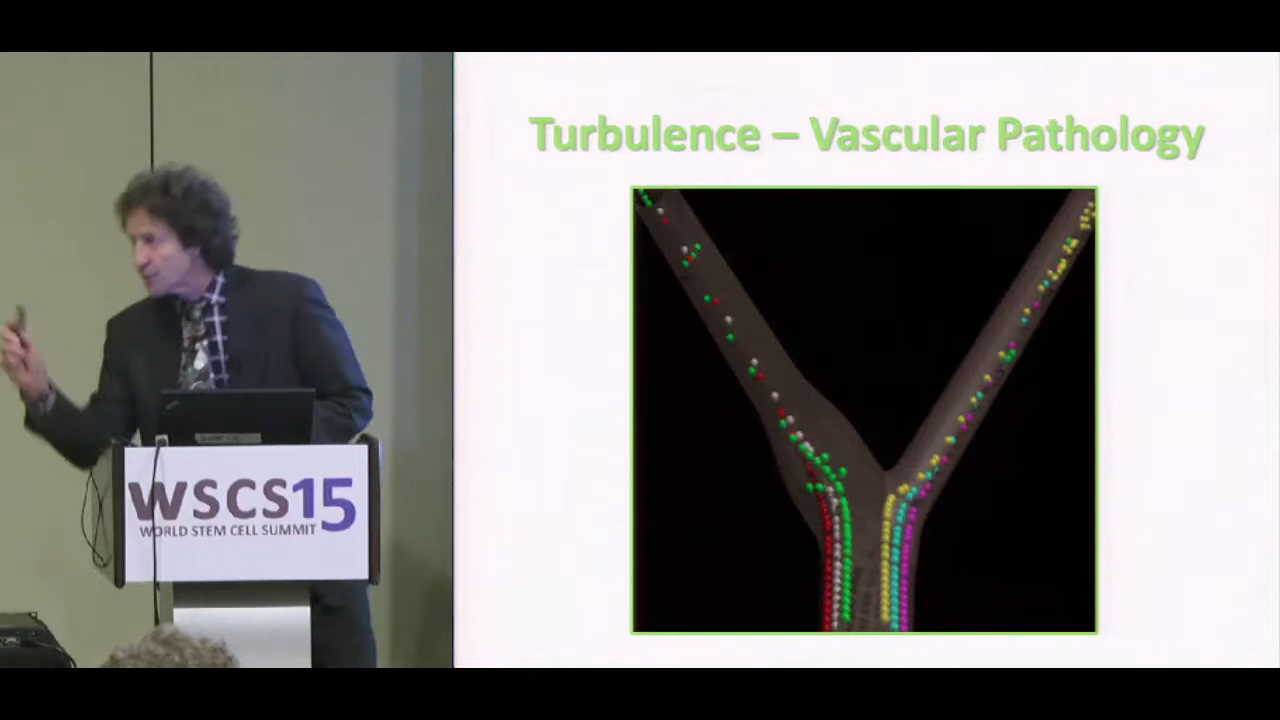 Turbulence – Vascular Pathology
WSCS15
WORLD STEM CELL SUMMIT